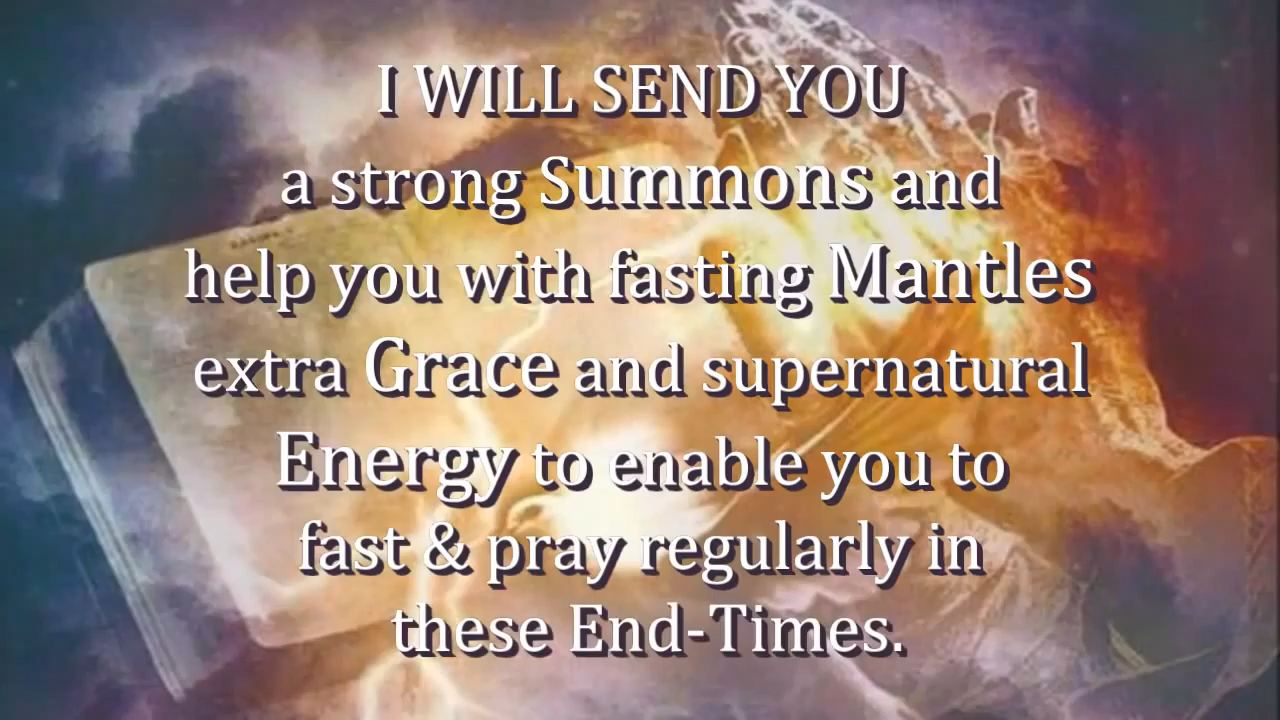 I WILL SEND YOU
a strong Summons and
help you with fasting Mantles
extra Grace and supernatural
Energy to enable you to
fast & pray regularly in
these End-Times.